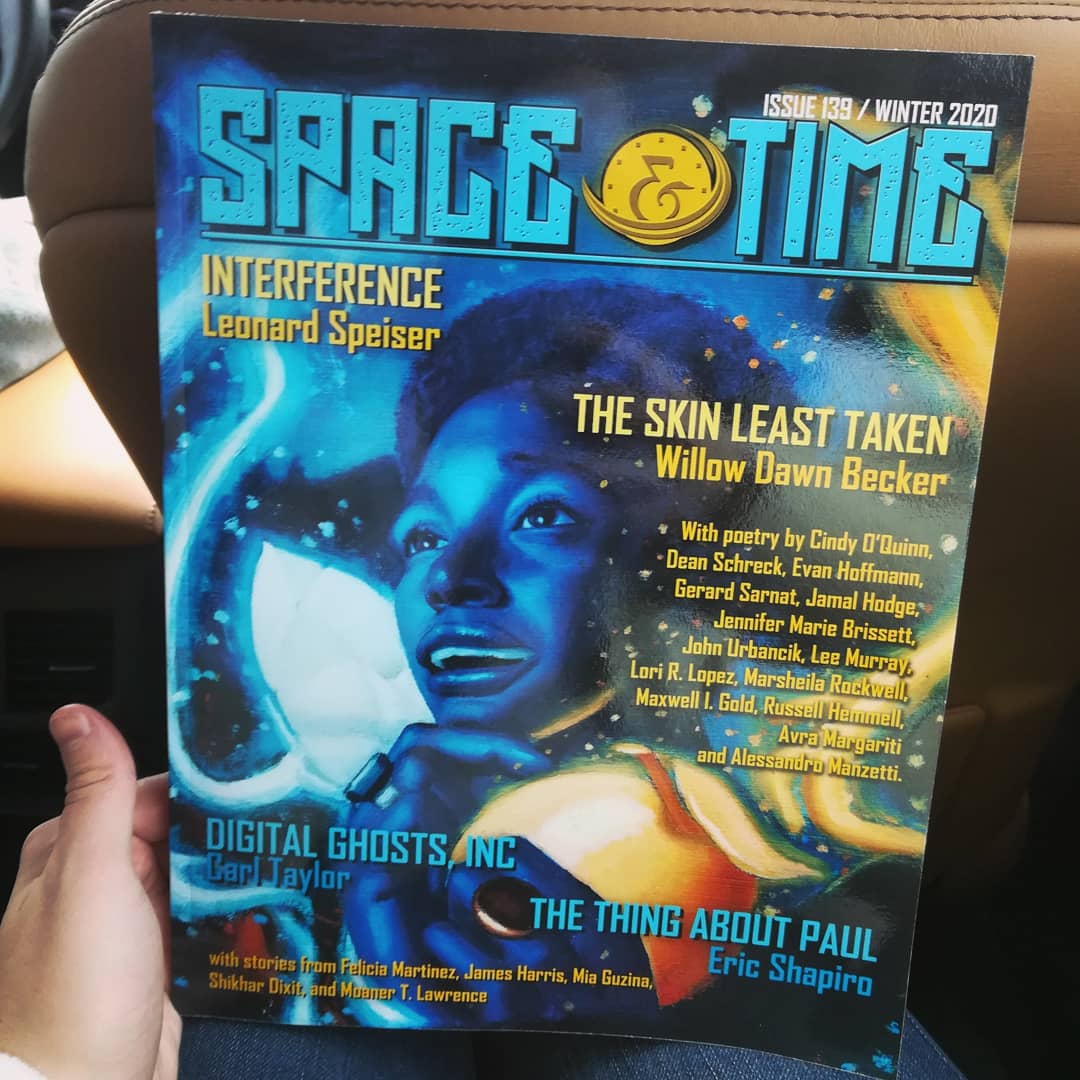 ISSUE 139 / WINTER 2020
SPACE & TIME
INTERFERENCE
Leonard Speiser
THE SKIN LEAST TAKEN
Willow Dawn Becker
With poetry by Cindy O'Quinn,
Dean Schreck, Evan Hoffmann,
Gerard Sarnat, Jamal Hodge,
Jennifer Marie Brissett,
John Urbancik, Lee Murray,
Lori R. Lopez, Marsheila Rockwell,
Maxwell I. Gold, Russell Hemmell,
Avra Margariti
and Alessandro Manzetti.
DIGITAL GHOSTS, INC
Carl Taylor
THE THING ABOUT PAUL
Eric Shapiro
with stories from Felicia Martinez, James Harris, Mia Guzina,
Shikhar Dixit, and Moaner T. Lawrence